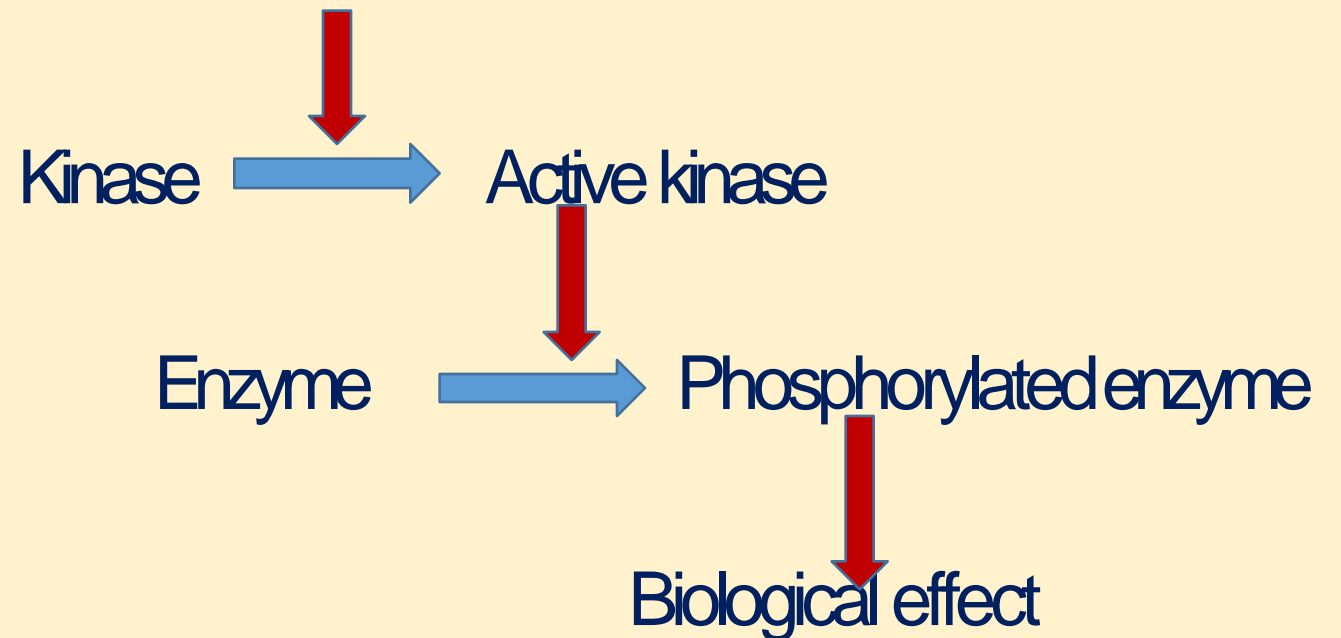 Kinase Active kinase
Enzyme Phosphorylated enzyme
Biological effect